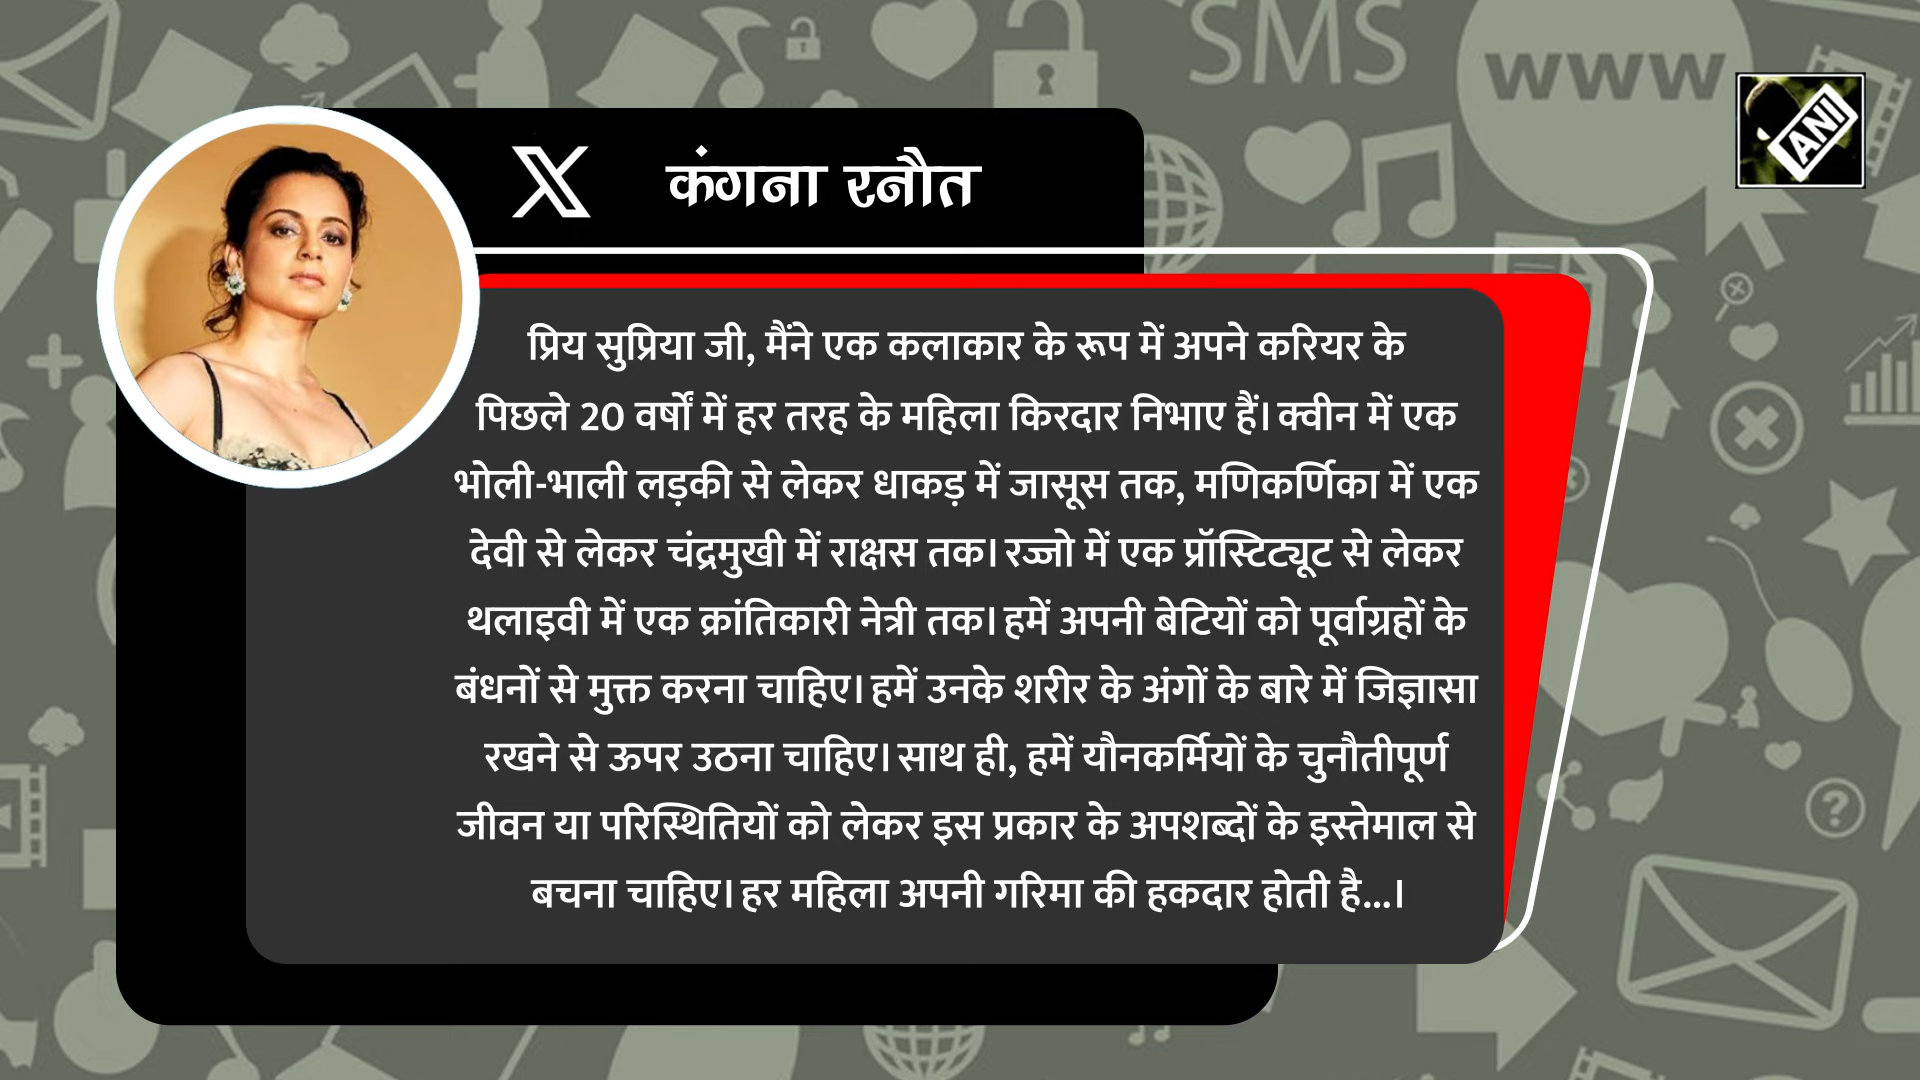 SMS
www
ANI
X कंगना रनौत
प्रिय सुप्रिया जी, मैंने एक कलाकार के रूप में अपने करियर के
पिछले 20 वर्षों में हर तरह के महिला किरदार निभाए हैं। क्वीन में एक
भोली-भाली लड़की से लेकर धाकड़ में जासूस तक, मणिकर्णिका में एक
देवी से लेकर चंद्रमुखी में राक्षस तक। रज्जो में एक प्रॉस्टिट्यूट से लेकर
थलाइवी में एक क्रांतिकारी नेत्री तक। हमें अपनी बेटियों को पूर्वाग्रहों के
बंधनों से मुक्त करना चाहिए। हमें उनके शरीर के अंगों के बारे में जिज्ञासा
रखने से ऊपर उठना चाहिए। साथ ही, हमें यौनकर्मियों के चुनौतीपूर्ण
जीवन या परिस्थितियों को लेकर इस प्रकार के अपशब्दों के इस्तेमाल से
बचना चाहिए। हर महिला अपनी गरिमा की हकदार होती है...।